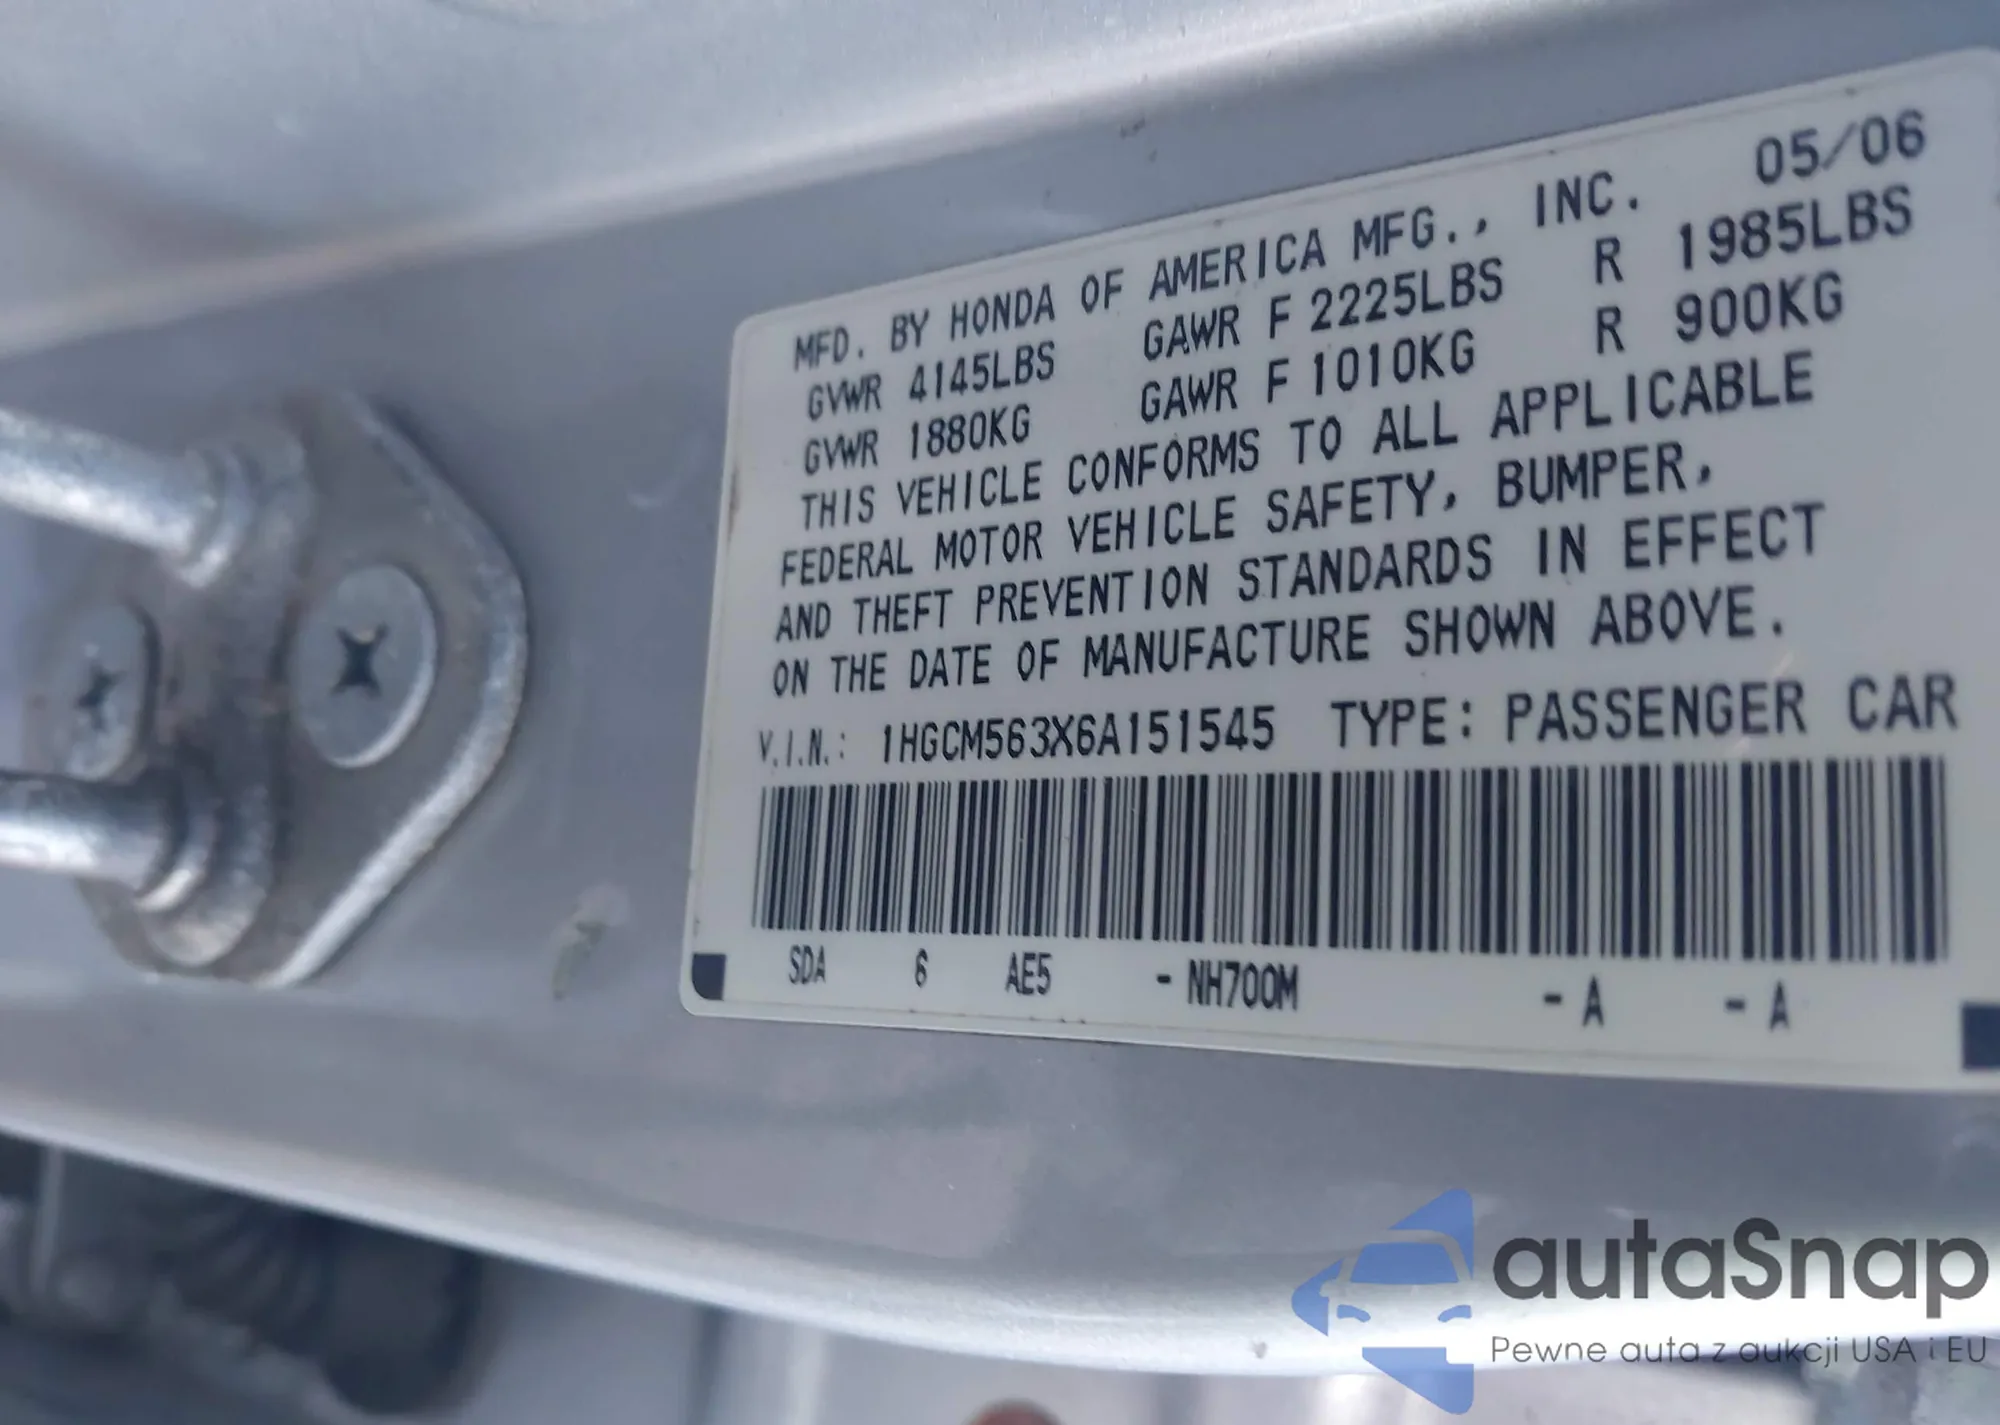 MFD. BY HONDA OF AMERICA MFG., INC. 05/06
GVWR 4145LBS GAWR F 2225LBS R 1985LBS
GVWR 1880KG GAWR F 1010KG R 900KG
THIS VEHICLE CONFORMS TO ALL APPLICABLE
FEDERAL MOTOR VEHICLE SAFETY, BUMPER,
AND THEFT PREVENTION STANDARDS IN EFFECT
ON THE DATE OF MANUFACTURE SHOWN ABOVE.
V.I.N.: 1HGCM563X6A151545 TYPE: PASSENGER CAR
SDA 6 AE5 - NH700M - A - A
autaSnap
Pewne auta z aukcji USA i EU